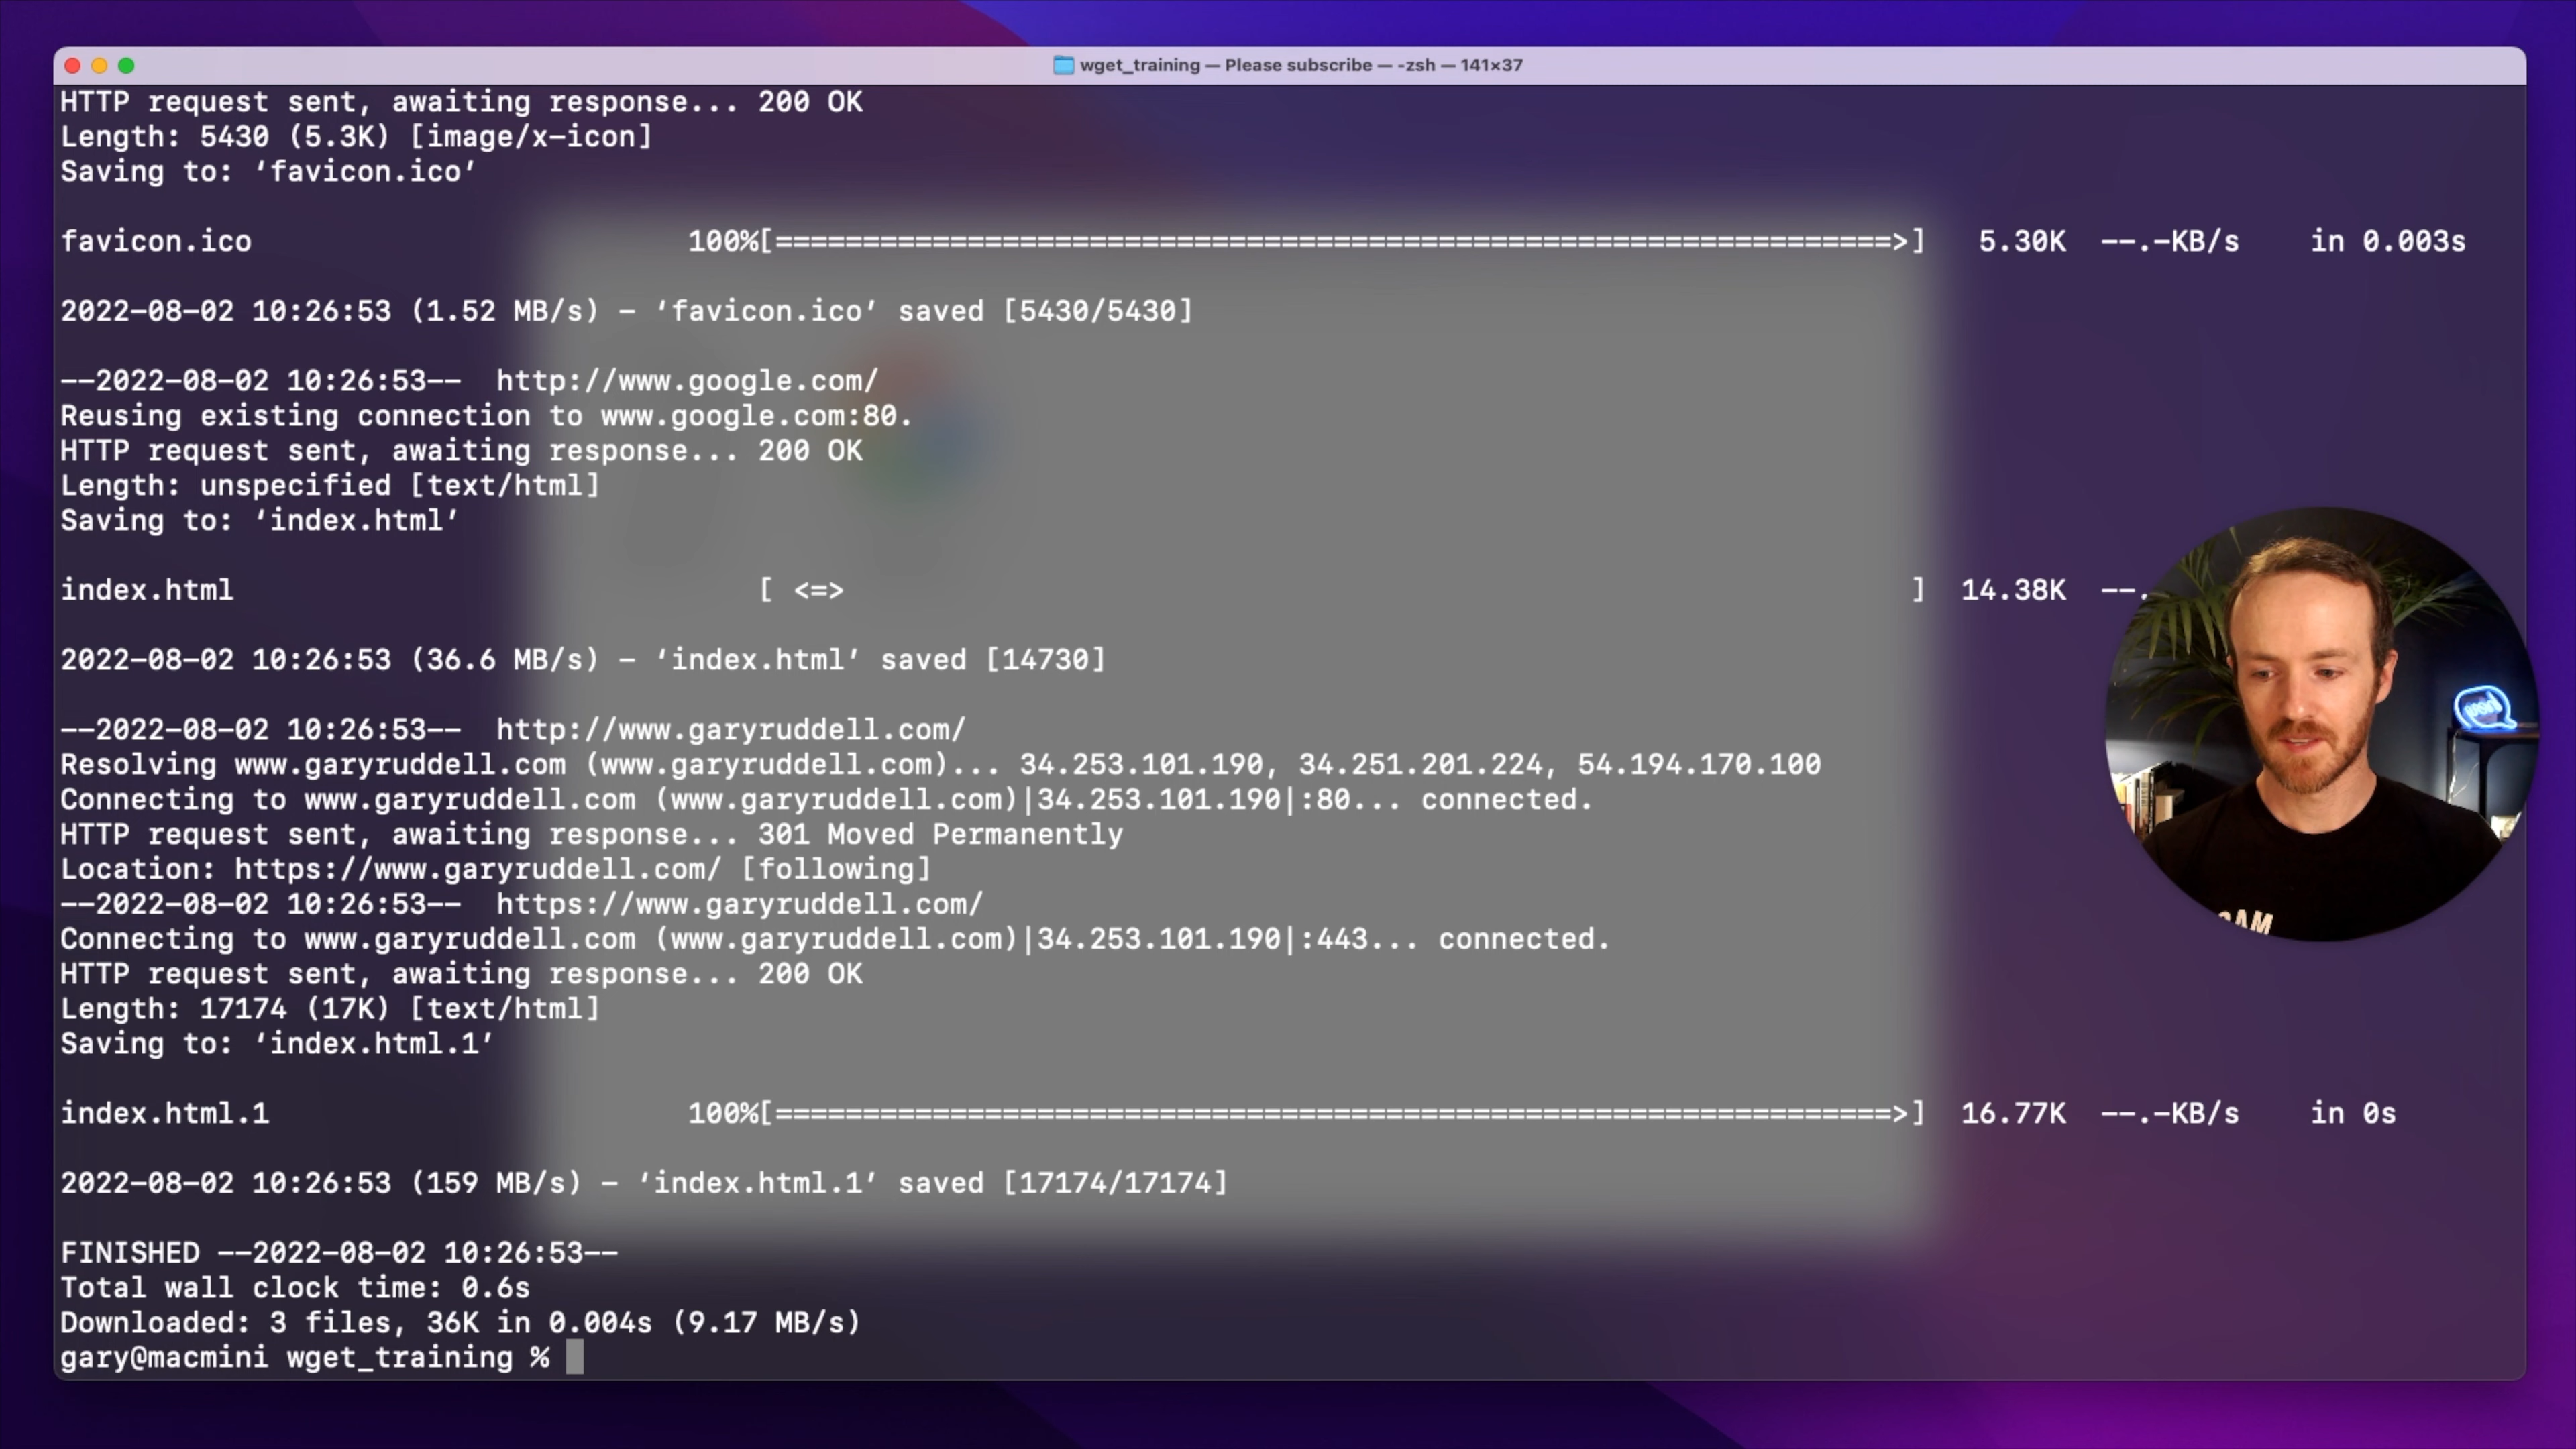 wget_training — Please subscribe — -zsh — 141×37
HTTP request sent, awaiting response... 200 OK
Length: 5430 (5.3K) [image/x-icon]
Saving to: ‘favicon.ico’
favicon.ico 100%[================================================================>] 5.30K --.-KB/s in 0.003s
2022-08-02 10:26:53 (1.52 MB/s) - ‘favicon.ico’ saved [5430/5430]
--2022-08-02 10:26:53-- http://www.google.com/
Reusing existing connection to www.google.com:80.
HTTP request sent, awaiting response... 200 OK
Length: unspecified [text/html]
Saving to: ‘index.html’
index.html [ <=> ] 14.38K --.
2022-08-02 10:26:53 (36.6 MB/s) - ‘index.html’ saved [14730]
--2022-08-02 10:26:53-- http://www.garyruddell.com/
Resolving www.garyruddell.com (www.garyruddell.com)... 34.253.101.190, 34.251.201.224, 54.194.170.100
Connecting to www.garyruddell.com (www.garyruddell.com)|34.253.101.190|:80... connected.
HTTP request sent, awaiting response... 301 Moved Permanently
Location: https://www.garyruddell.com/ [following]
--2022-08-02 10:26:53-- https://www.garyruddell.com/
Connecting to www.garyruddell.com (www.garyruddell.com)|34.253.101.190|:443... connected.
HTTP request sent, awaiting response... 200 OK
Length: 17174 (17K) [text/html]
Saving to: ‘index.html.1’
index.html.1 100%[================================================================>] 16.77K --.-KB/s in 0s
2022-08-02 10:26:53 (159 MB/s) - ‘index.html.1’ saved [17174/17174]
FINISHED --2022-08-02 10:26:53--
Total wall clock time: 0.6s
Downloaded: 3 files, 36K in 0.004s (9.17 MB/s)
gary@macmini wget_training %